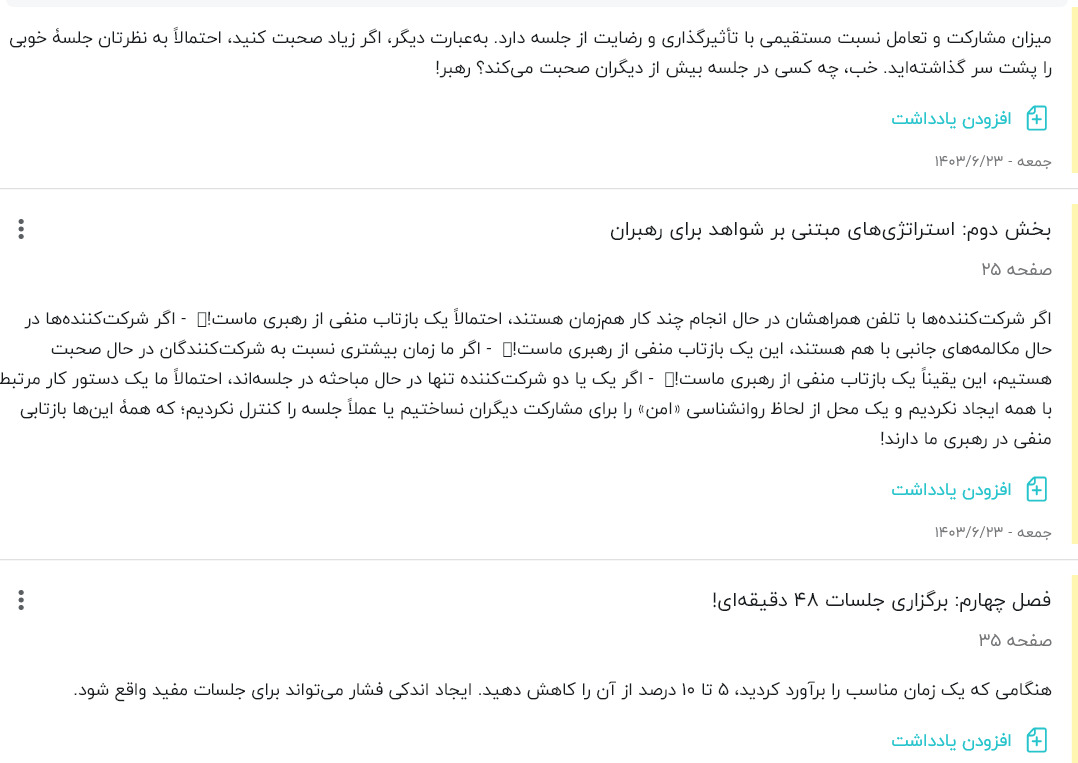 میزان مشارکت و تعامل نسبت مستقیمی با تأثیرگذاری و رضایت از جلسه دارد. به‌عبارت دیگر، اگر زیاد صحبت کنید، احتمالاً به نظرتان جلسهٔ خوبی
را پشت سر گذاشته‌اید. خب، چه کسی در جلسه بیش از دیگران صحبت می‌کند؟ رهبر!
افزودن یادداشت
جمعه - ۱۴۰۳/۶/۲۳
بخش دوم: استراتژی‌های مبتنی بر شواهد برای رهبران
صفحه ۲۵
اگر شرکت‌کننده‌ها با تلفن همراهشان در حال انجام چند کار هم‌زمان هستند، احتمالاً یک بازتاب منفی از رهبری ماست! - اگر شرکت‌کننده‌ها در
حال مکالمه‌های جانبی با هم هستند، این یک بازتاب منفی از رهبری ماست! - اگر ما زمان بیشتری نسبت به شرکت‌کنندگان در حال صحبت
هستیم، این یقیناً یک بازتاب منفی از رهبری ماست! - اگر یک یا دو شرکت‌کننده تنها در حال مباحثه در جلسه‌اند، احتمالاً ما یک دستور کار مرتبط
با همه ایجاد نکردیم و یک محل از لحاظ روانشناسی «امن» را برای مشارکت دیگران نساختیم یا عملاً جلسه را کنترل نکردیم؛ که همهٔ این‌ها بازتابی
منفی در رهبری ما دارند!
افزودن یادداشت
جمعه - ۱۴۰۳/۶/۲۳
فصل چهارم: برگزاری جلسات ۴۸ دقیقه‌ای!
صفحه ۳۵
هنگامی که یک زمان مناسب را برآورد کردید، ۵ تا ۱۰ درصد از آن را کاهش دهید. ایجاد اندکی فشار می‌تواند برای جلسات مفید واقع شود.
افزودن یادداشت